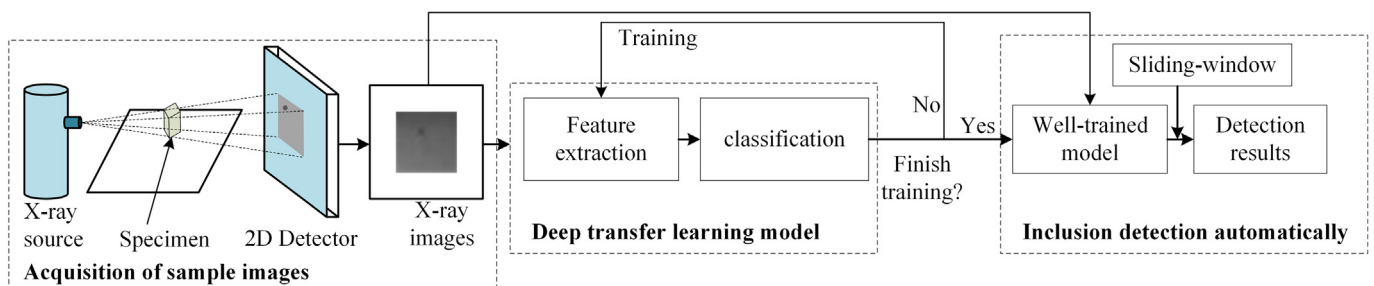 X-ray
source
Specimen
2D Detector
X-ray
images
Acquisition of sample images
Training
Feature
extraction
classification
No
Yes
Finish
training?
Deep transfer learning model
Sliding-window
Well-trained
model
Detection
results
Inclusion detection automatically